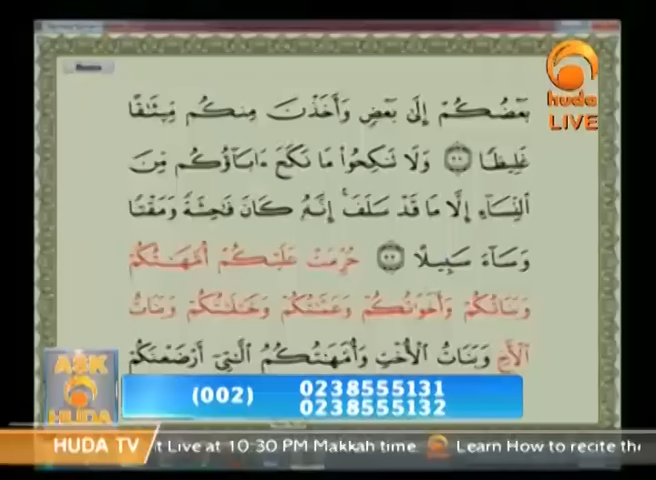 huda
LIVE
بَعْضُكُمْ إِلَىٰ بَعْضٍ وَأَخَذْنَ مِنكُم مِّيثَٰقًا
غَلِيظًا ۝ وَلَا تَنكِحُوا۟ مَا نَكَحَ ءَابَآؤُكُم مِّنَ
ٱلنِّسَآءِ إِلَّا مَا قَدْ سَلَفَ ۚ إِنَّهُۥ كَانَ فَٰحِشَةً وَمَقْتًا
وَسَآءَ سَبِيلًا ۝ حُرِّمَتْ عَلَيْكُمْ أُمَّهَٰتُكُمْ
وَبَنَاتُكُمْ وَأَخَوَٰتُكُمْ وَعَمَّٰتُكُمْ وَخَٰلَٰتُكُمْ وَبَنَاتُ
ٱلْأَخِ وَبَنَاتُ ٱلْأُخْتِ وَأُمَّهَٰتُكُمُ ٱلَّٰتِىٓ أَرْضَعْنَكُمْ
ASK
HUDA
(002) 0238555131
0238555132
HUDA TV t Live at 10:30 PM Makkah time Learn How to recite the